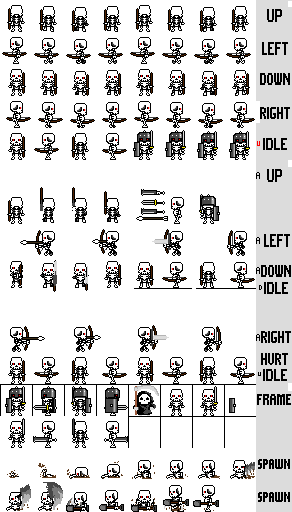 UP
LEFT
DOWN
RIGHT
U IDLE
A UP
A LEFT
A DOWN
D IDLE
A RIGHT
HURT
U IDLE
FRAME
SPAWN
SPAWN